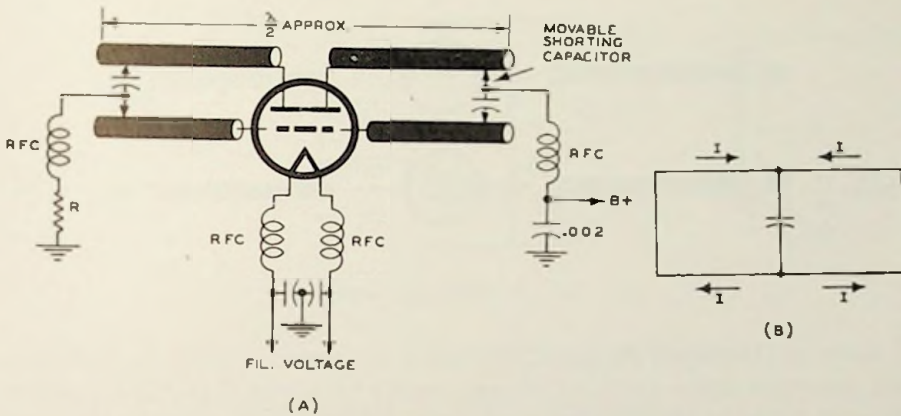 λ/2 APPROX
MOVABLE
SHORTING
CAPACITOR
RFC
R
RFC
RFC
RFC
B+
.002
FIL. VOLTAGE
(A)
I
I
I
I
(B)